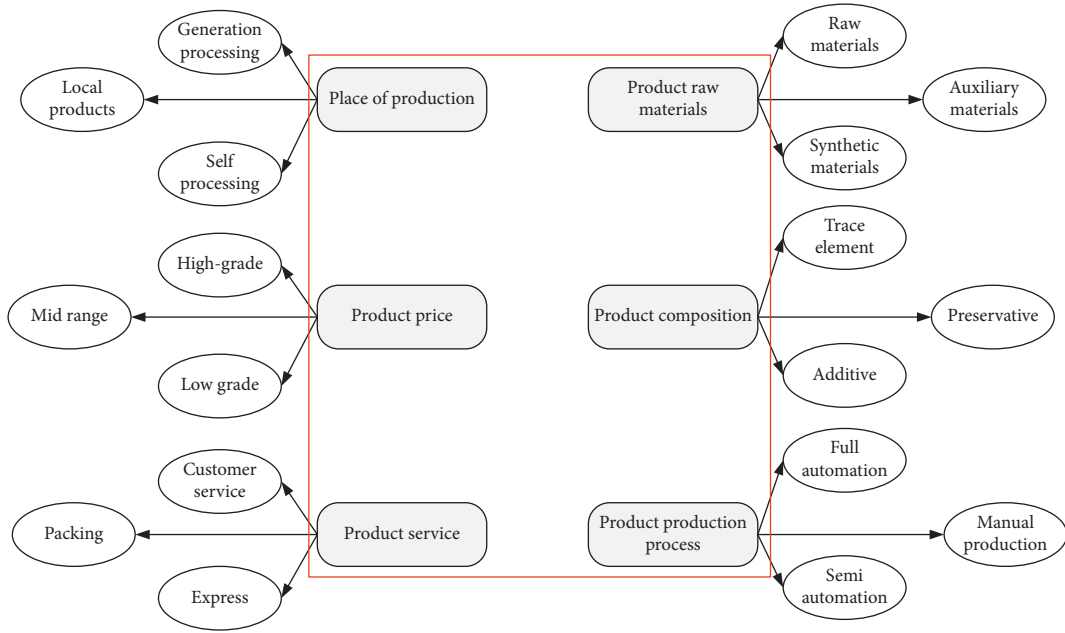 Generation
processing
Local
products
Self
processing
Place of production
High-grade
Mid range
Low grade
Product price
Customer
service
Packing
Express
Product service
Product raw
materials
Raw
materials
Auxiliary
materials
Synthetic
materials
Product composition
Trace
element
Preservative
Additive
Product production
process
Full
automation
Manual
production
Semi
automation